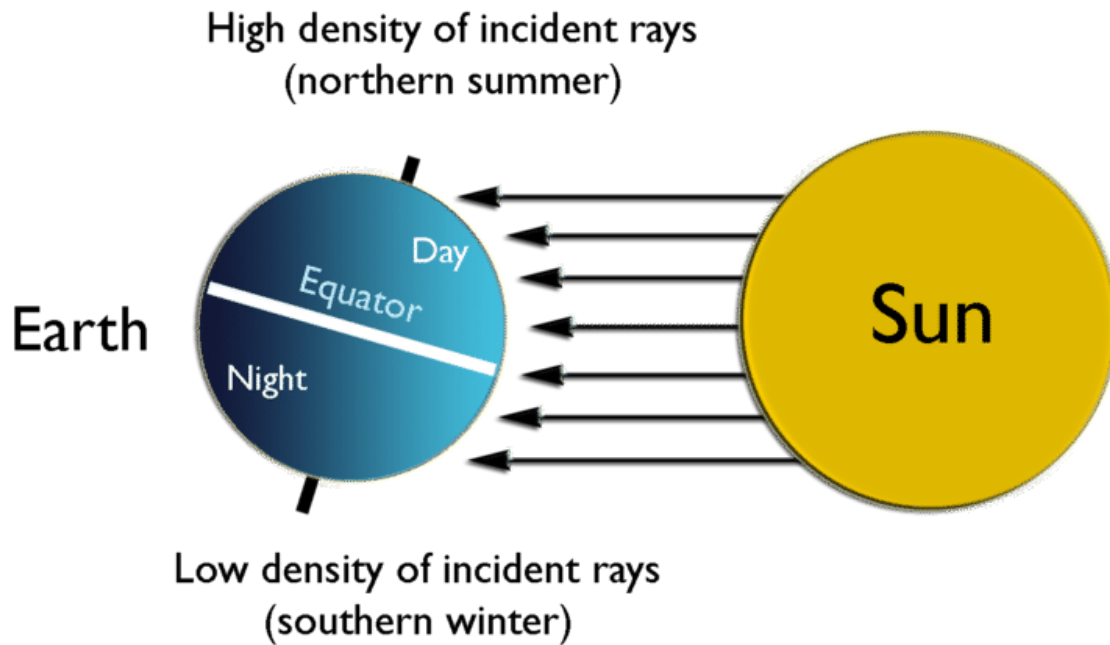 High density of incident rays
(northern summer)
Day
Equator
Earth
Night
Sun
Low density of incident rays
(southern winter)